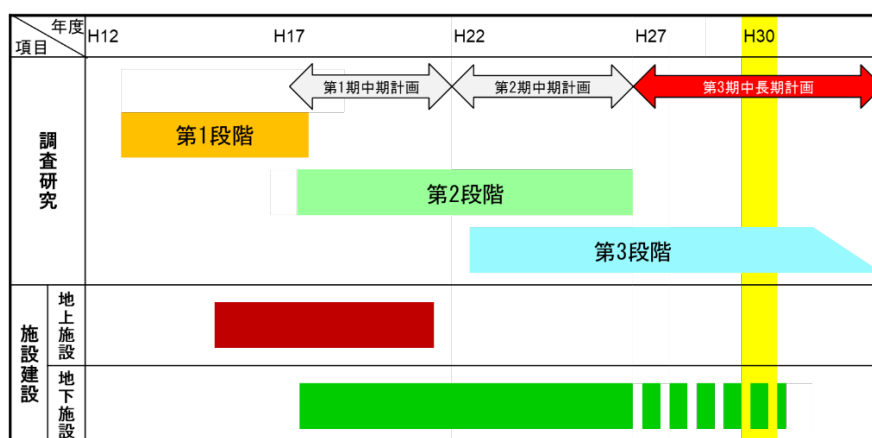 年度
項目
H12
H17
H22
H27
H30
第1期中期計画
第2期中期計画
第3期中長期計画
調査研究
第1段階
第2段階
第3段階
施設建設
地上施設
地下施設